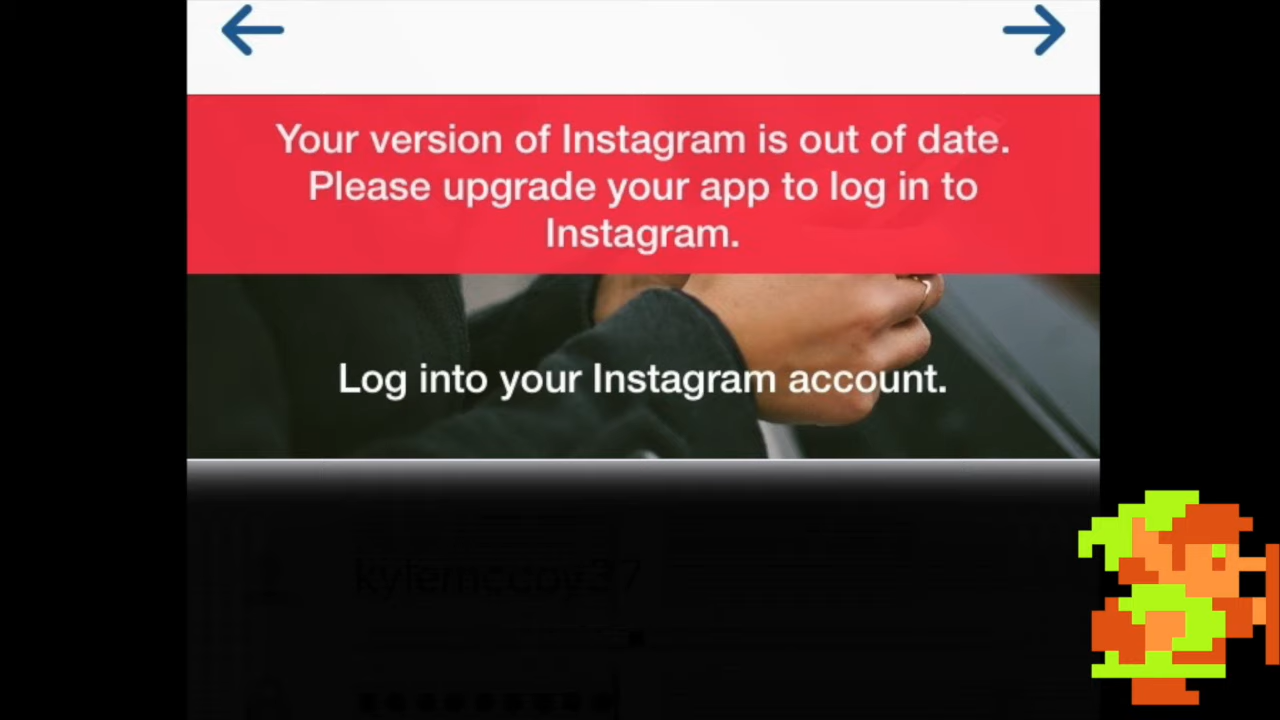 Your version of Instagram is out of date.
Please upgrade your app to log in to
Instagram.
Log into your Instagram account.